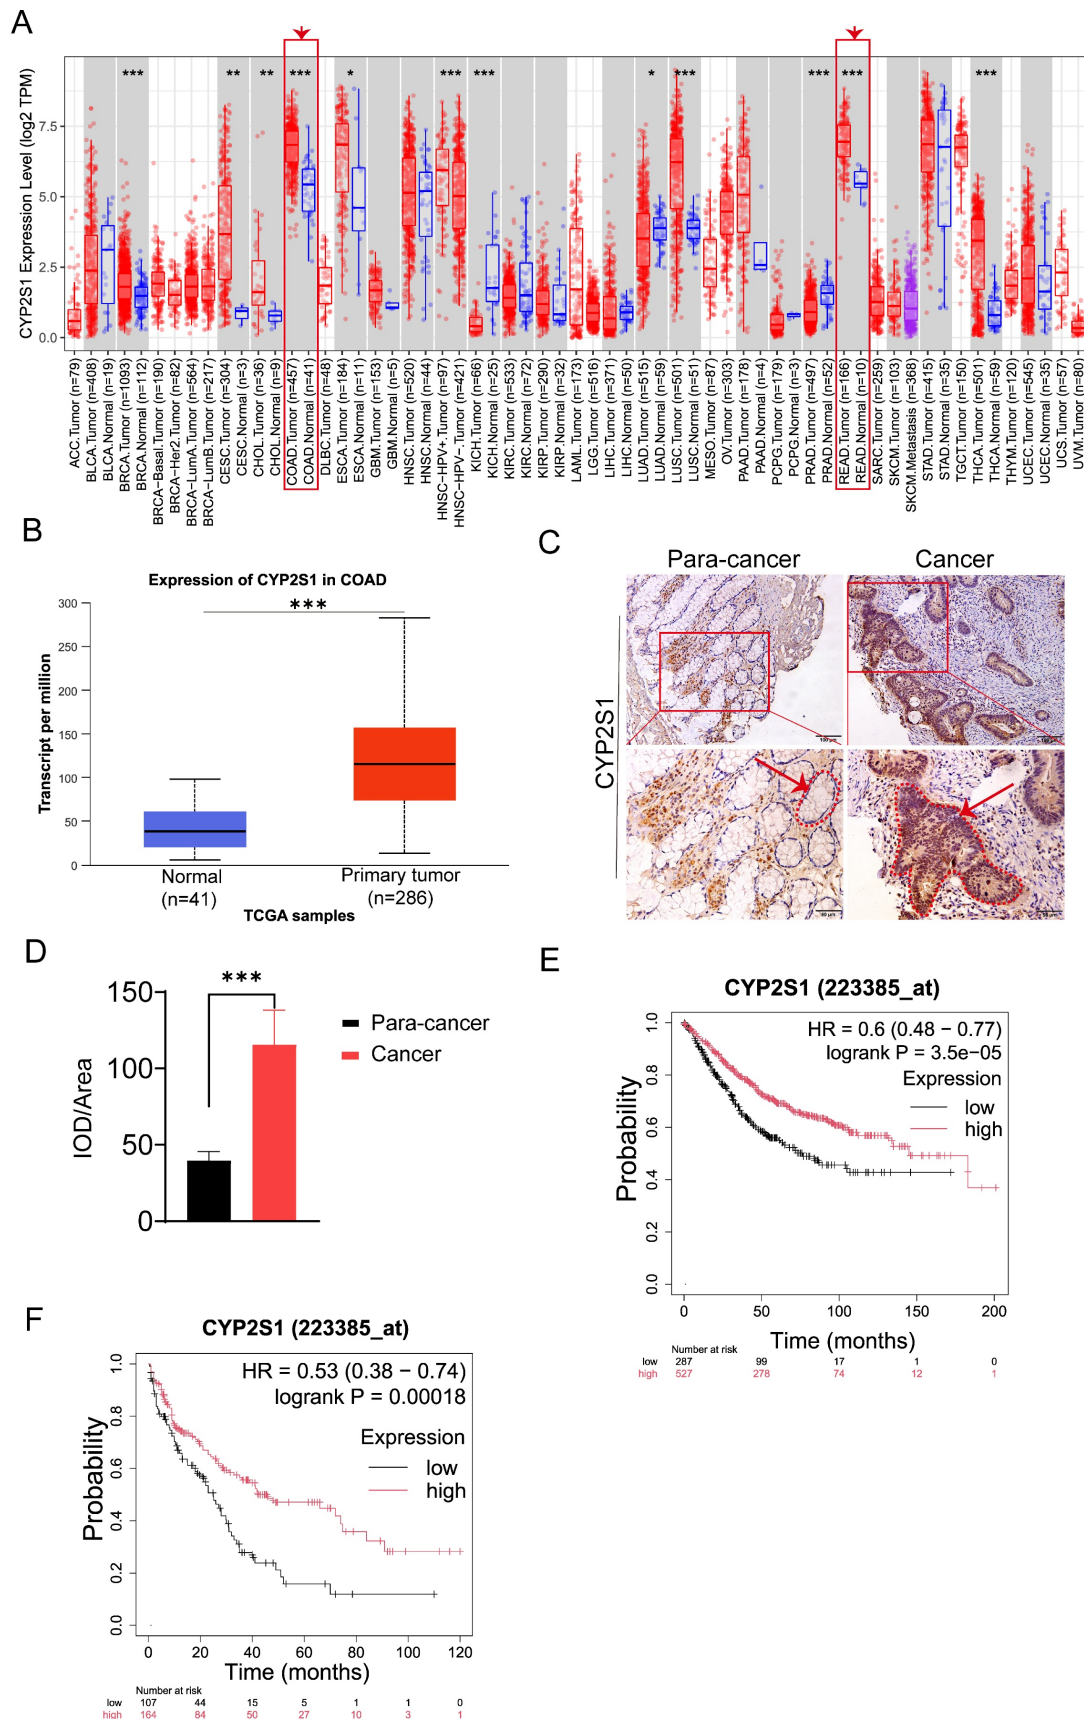 A
CYP2S1 Expression Level (log2 TPM)
7.5
5.0
2.5
0.0
*** ** ** *** * *** *** * *** *** *** ***
ACC.Tumor (n=79)
BLCA.Tumor (n=408)
BLCA.Normal (n=19)
BRCA.Tumor (n=1093)
BRCA.Normal (n=112)
BRCA-Basal.Tumor (n=190)
BRCA-Her2.Tumor (n=82)
BRCA-LumA.Tumor (n=564)
BRCA-LumB.Tumor (n=217)
CESC.Tumor (n=304)
CESC.Normal (n=3)
CHOL.Tumor (n=36)
CHOL.Normal (n=9)
COAD.Tumor (n=457)
COAD.Normal (n=41)
DLBC.Tumor (n=48)
ESCA.Tumor (n=184)
ESCA.Normal (n=11)
GBM.Tumor (n=153)
GBM.Normal (n=5)
HNSC.Tumor (n=520)
HNSC.Normal (n=44)
HNSC-HPV+.Tumor (n=97)
HNSC-HPV-.Tumor (n=421)
KICH.Tumor (n=66)
KICH.Normal (n=25)
KIRC.Tumor (n=533)
KIRC.Normal (n=72)
KIRP.Tumor (n=290)
KIRP.Normal (n=32)
LAML.Tumor (n=173)
LGG.Tumor (n=516)
LIHC.Tumor (n=371)
LIHC.Normal (n=50)
LUAD.Tumor (n=515)
LUAD.Normal (n=59)
LUSC.Tumor (n=501)
LUSC.Normal (n=51)
MESO.Tumor (n=87)
OV.Tumor (n=303)
PAAD.Tumor (n=178)
PAAD.Normal (n=4)
PCPG.Tumor (n=179)
PCPG.Normal (n=3)
PRAD.Tumor (n=497)
PRAD.Normal (n=52)
READ.Tumor (n=166)
READ.Normal (n=10)
SARC.Tumor (n=259)
SKCM.Tumor (n=103)
SKCM.Metastasis (n=368)
STAD.Tumor (n=415)
STAD.Normal (n=35)
TGCT.Tumor (n=150)
THCA.Tumor (n=501)
THCA.Normal (n=59)
THYM.Tumor (n=120)
UCEC.Tumor (n=545)
UCEC.Normal (n=35)
UCS.Tumor (n=57)
UVM.Tumor (n=80)
B
Expression of CYP2S1 in COAD
***
Transcript per million
300
250
200
150
100
50
0
Normal
(n=41)
Primary tumor
(n=286)
TCGA samples
C
Para-cancer
Cancer
CYP2S1
D
***
IOD/Area
150
100
50
0
Para-cancer
Cancer
E
CYP2S1 (223385_at)
HR = 0.6 (0.48 − 0.77)
logrank P = 3.5e−05
Expression
low
high
Probability
1.0
0.8
0.6
0.4
0.2
0.0
0 50 100 150 200
Time (months)
Number at risk
low 287 99 17 1 0
high 527 278 74 12 1
F
CYP2S1 (223385_at)
HR = 0.53 (0.38 − 0.74)
logrank P = 0.00018
Expression
low
high
Probability
1.0
0.8
0.6
0.4
0.2
0.0
0 20 40 60 80 100 120
Time (months)
Number at risk
low 107 44 15 5 1 1 0
high 164 84 50 27 10 3 1